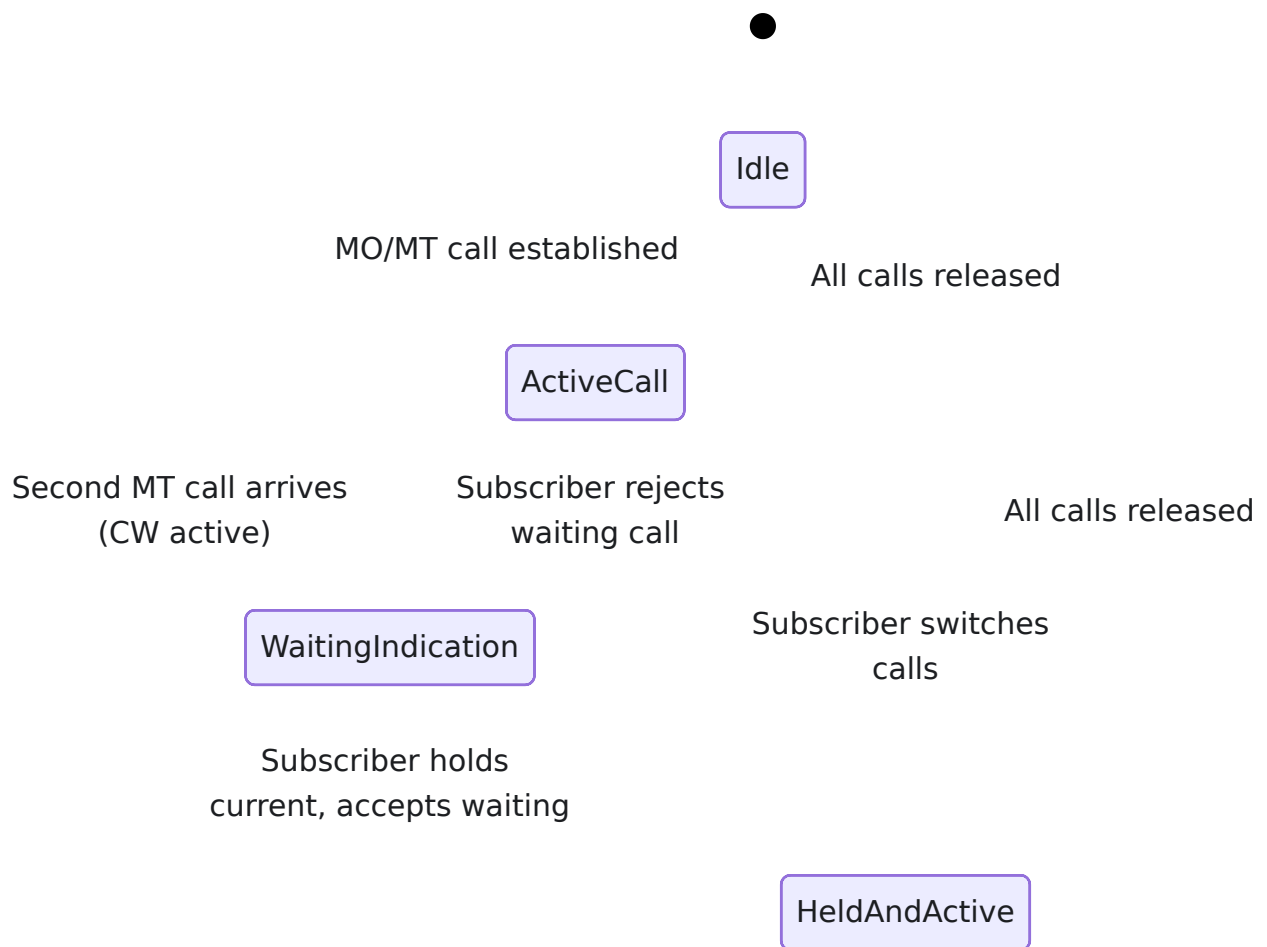 Idle
MO/MT call established
All calls released
ActiveCall
Second MT call arrives
(CW active)
Subscriber rejects
waiting call
All calls released
Subscriber switches
calls
WaitingIndication
Subscriber holds
current, accepts waiting
HeldAndActive